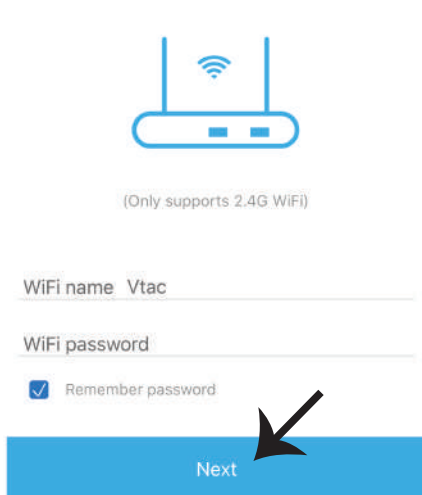 (Only supports 2.4G WiFi)
WiFi name Vtac
WiFi password
Remember password
Next